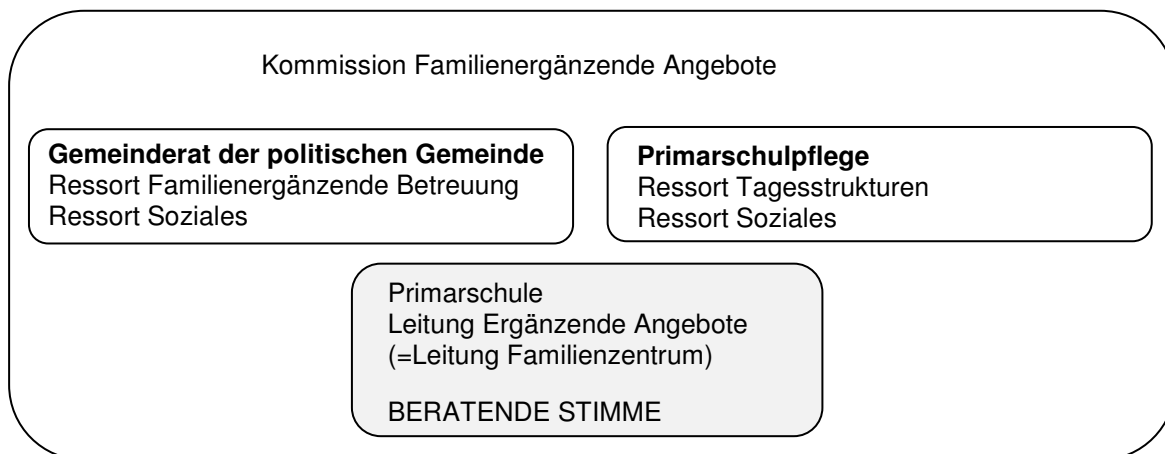 Kommission Familienergänzende Angebote
Gemeinderat der politischen Gemeinde
Ressort Familienergänzende Betreuung
Ressort Soziales
Primarschulpflege
Ressort Tagesstrukturen
Ressort Soziales
Primarschule
Leitung Ergänzende Angebote
(=Leitung Familienzentrum)
BERATENDE STIMME